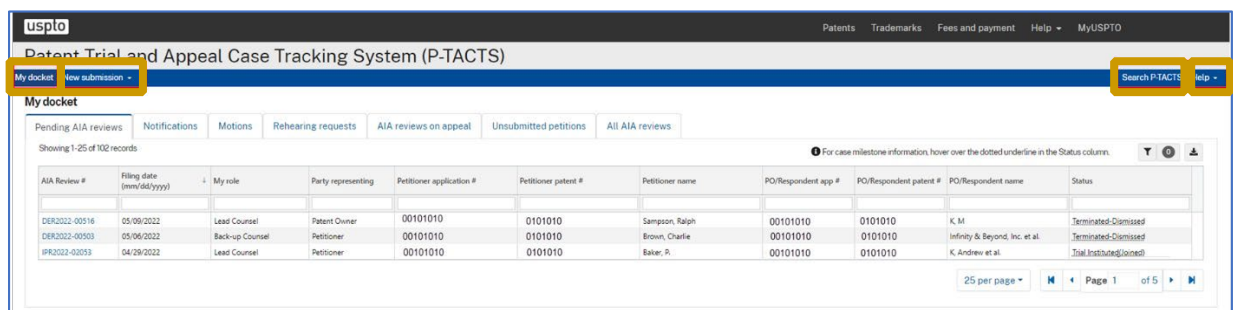 uspto Patents Trademarks Fees and payment Help MyUSPTO
Patent Trial and Appeal Case Tracking System (P-TACTS)
My docket New submission Search P-TACTS Help
My docket
Pending AIA reviews Notifications Motions Rehearing requests AIA reviews on appeal Unsubmitted petitions All AIA reviews
Showing 1-25 of 102 records For case milestone information, hover over the dotted underline in the Status column. 0
AIA Review # Filing date (mm/dd/yyyy) My role Party representing Petitioner application # Petitioner patent # Petitioner name PO/Respondent app # PO/Respondent patent # PO/Respondent name Status
DER2022-00516 05/09/2022 Lead Counsel Patent Owner 00101010 0101010 Sampson, Ralph 00101010 0101010 K, M Terminated-Dismissed
DER2022-00503 05/06/2022 Back-up Counsel Petitioner 00101010 0101010 Brown, Charlie 00101010 0101010 Infinity & Beyond, Inc. et al. Terminated-Dismissed
IPR2022-02053 04/29/2022 Lead Counsel Petitioner 00101010 0101010 Baker, P. 00101010 0101010 K, Andrew et al. Trial Instituted(Joined)
25 per page Page 1 of 5